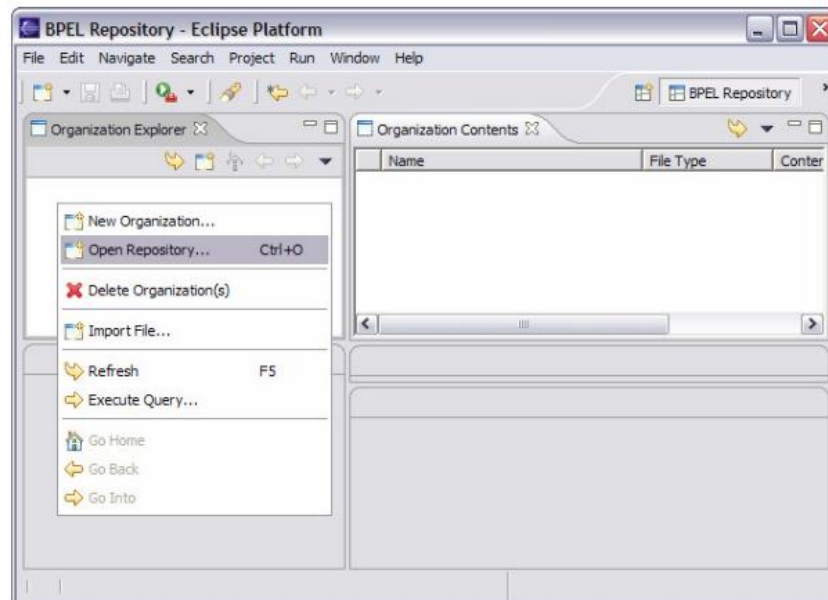 BPEL Repository - Eclipse Platform
File Edit Navigate Search Project Run Window Help
BPEL Repository
Organization Explorer
Organization Contents
Name File Type Conter
New Organization...
Open Repository... Ctrl+O
Delete Organization(s)
Import File...
Refresh F5
Execute Query...
Go Home
Go Back
Go Into